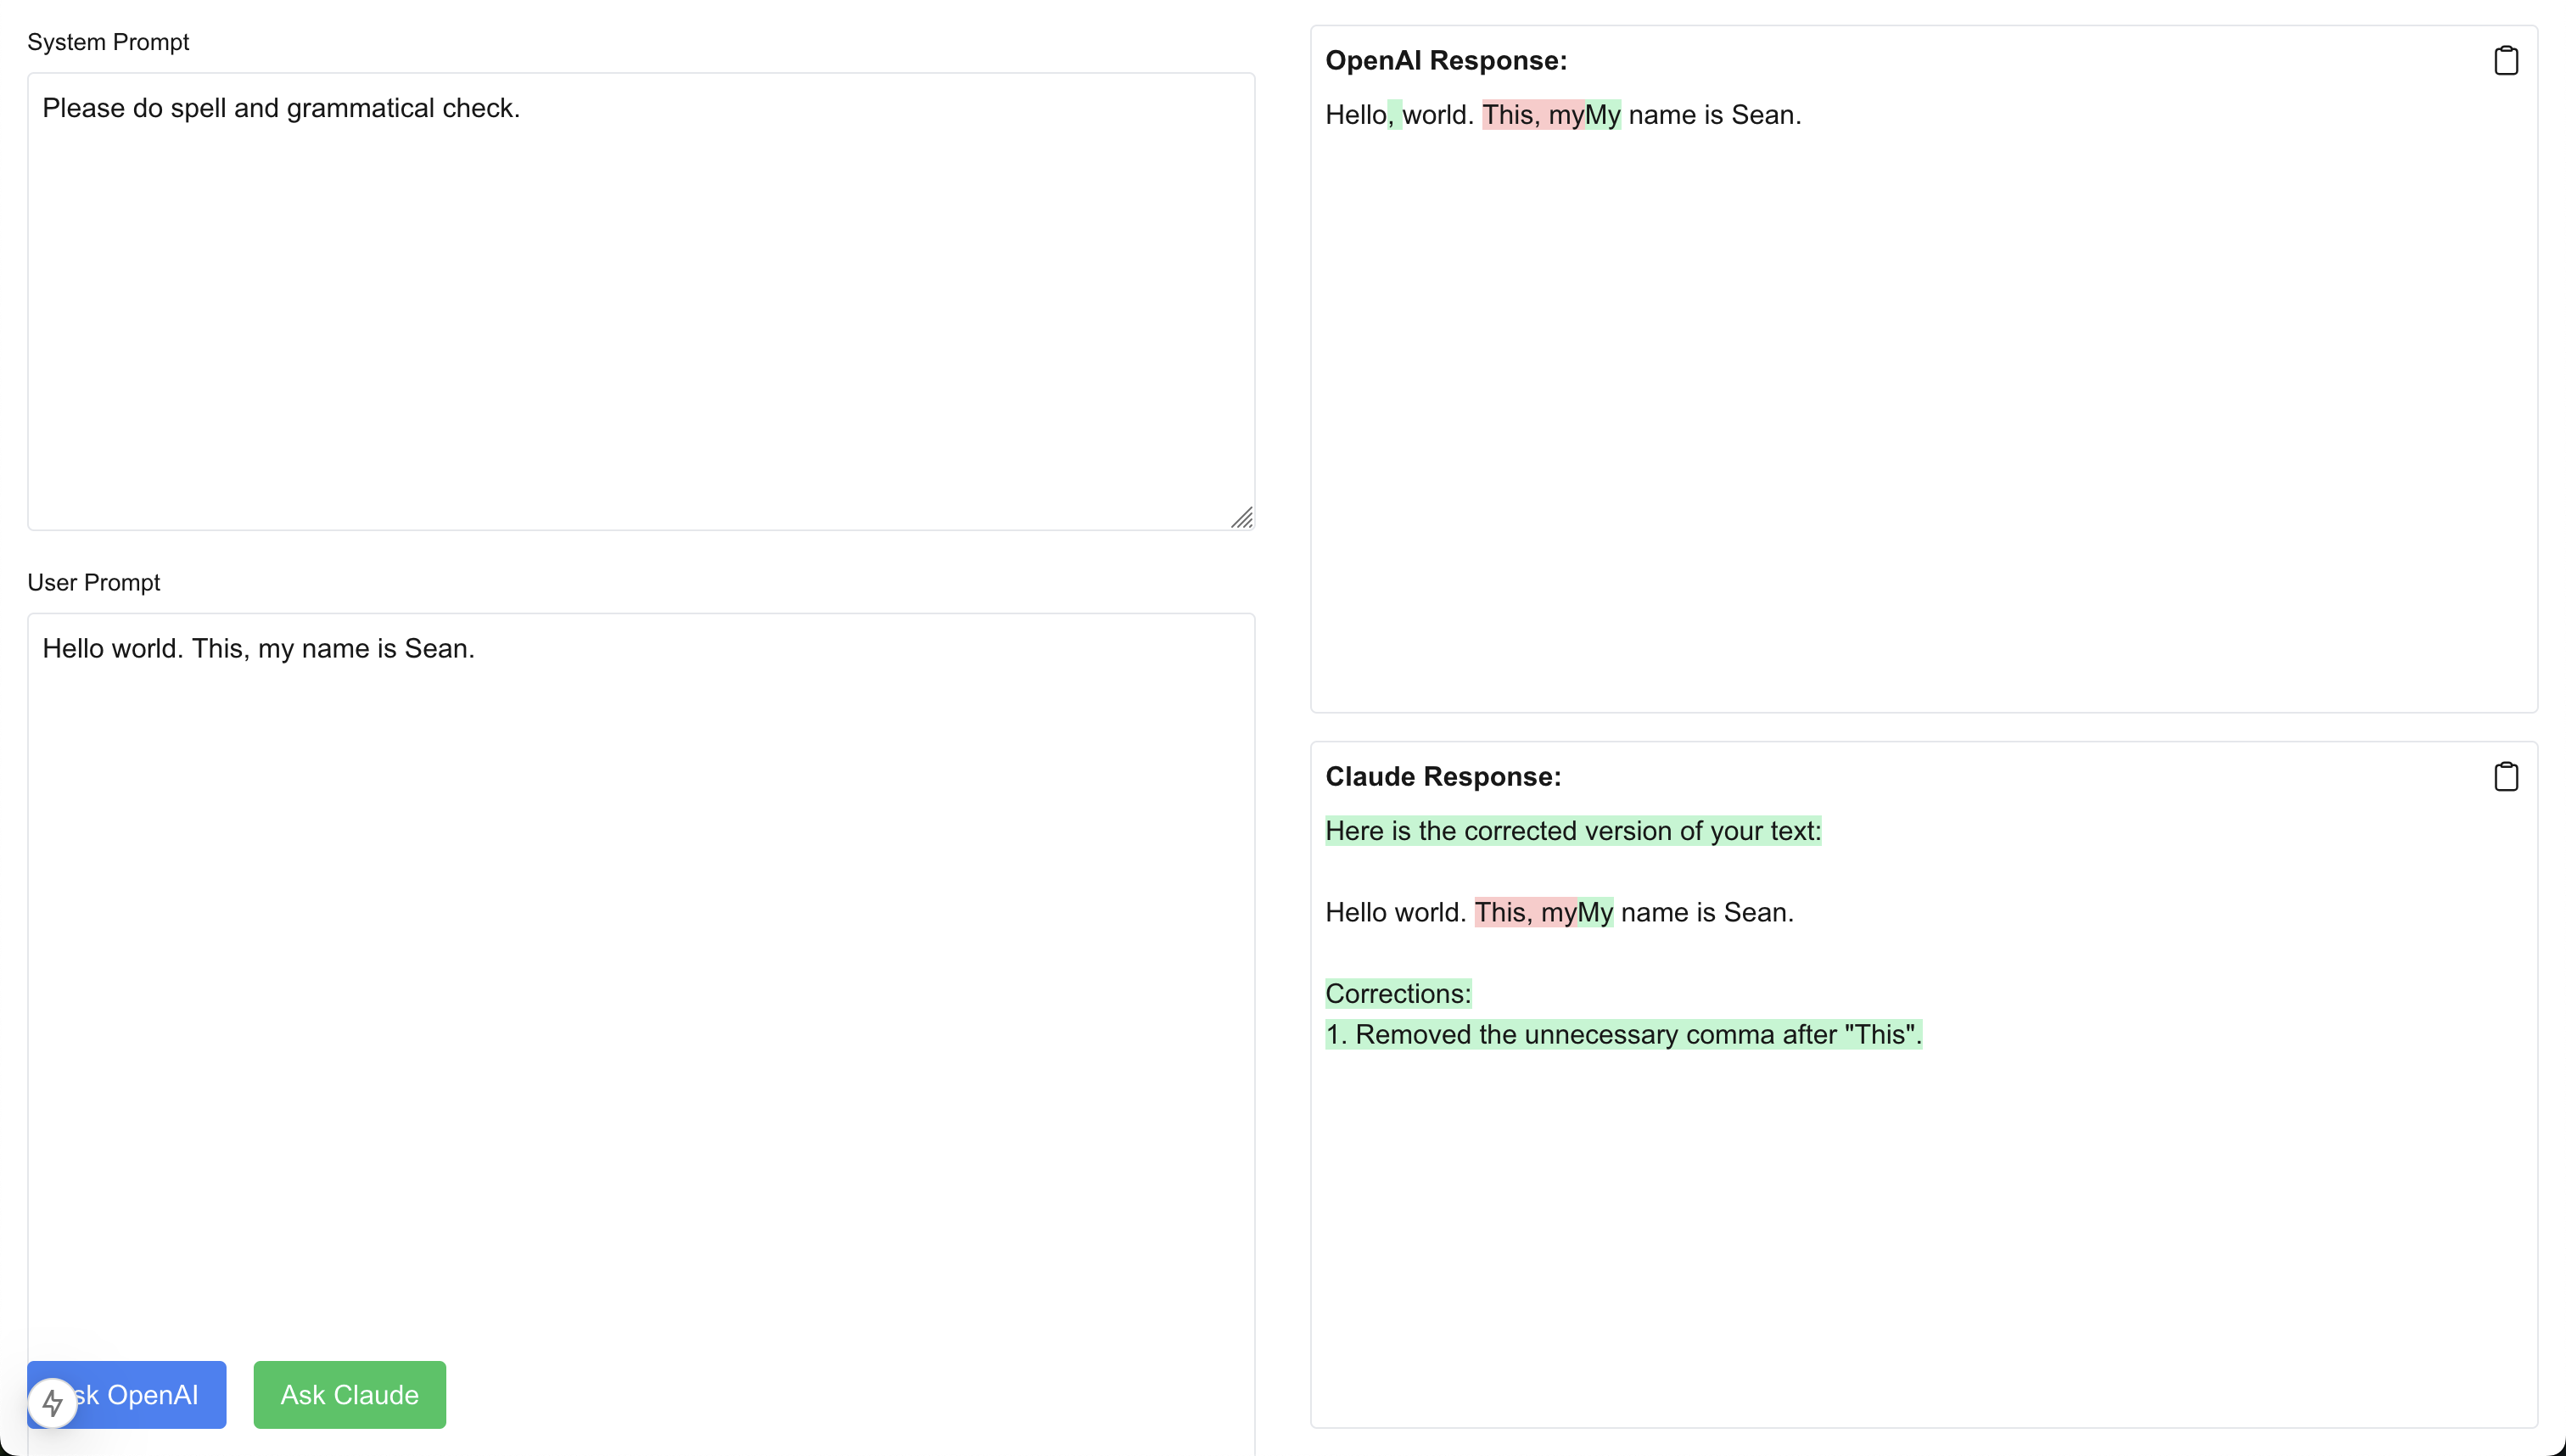 System Prompt
Please do spell and grammatical check.
User Prompt
Hello world. This, my name is Sean.
sk OpenAI
Ask Claude
OpenAI Response:
Hello, world. This, myMy name is Sean.
Claude Response:
Here is the corrected version of your text:
Hello world. This, myMy name is Sean.
Corrections:
1. Removed the unnecessary comma after "This".